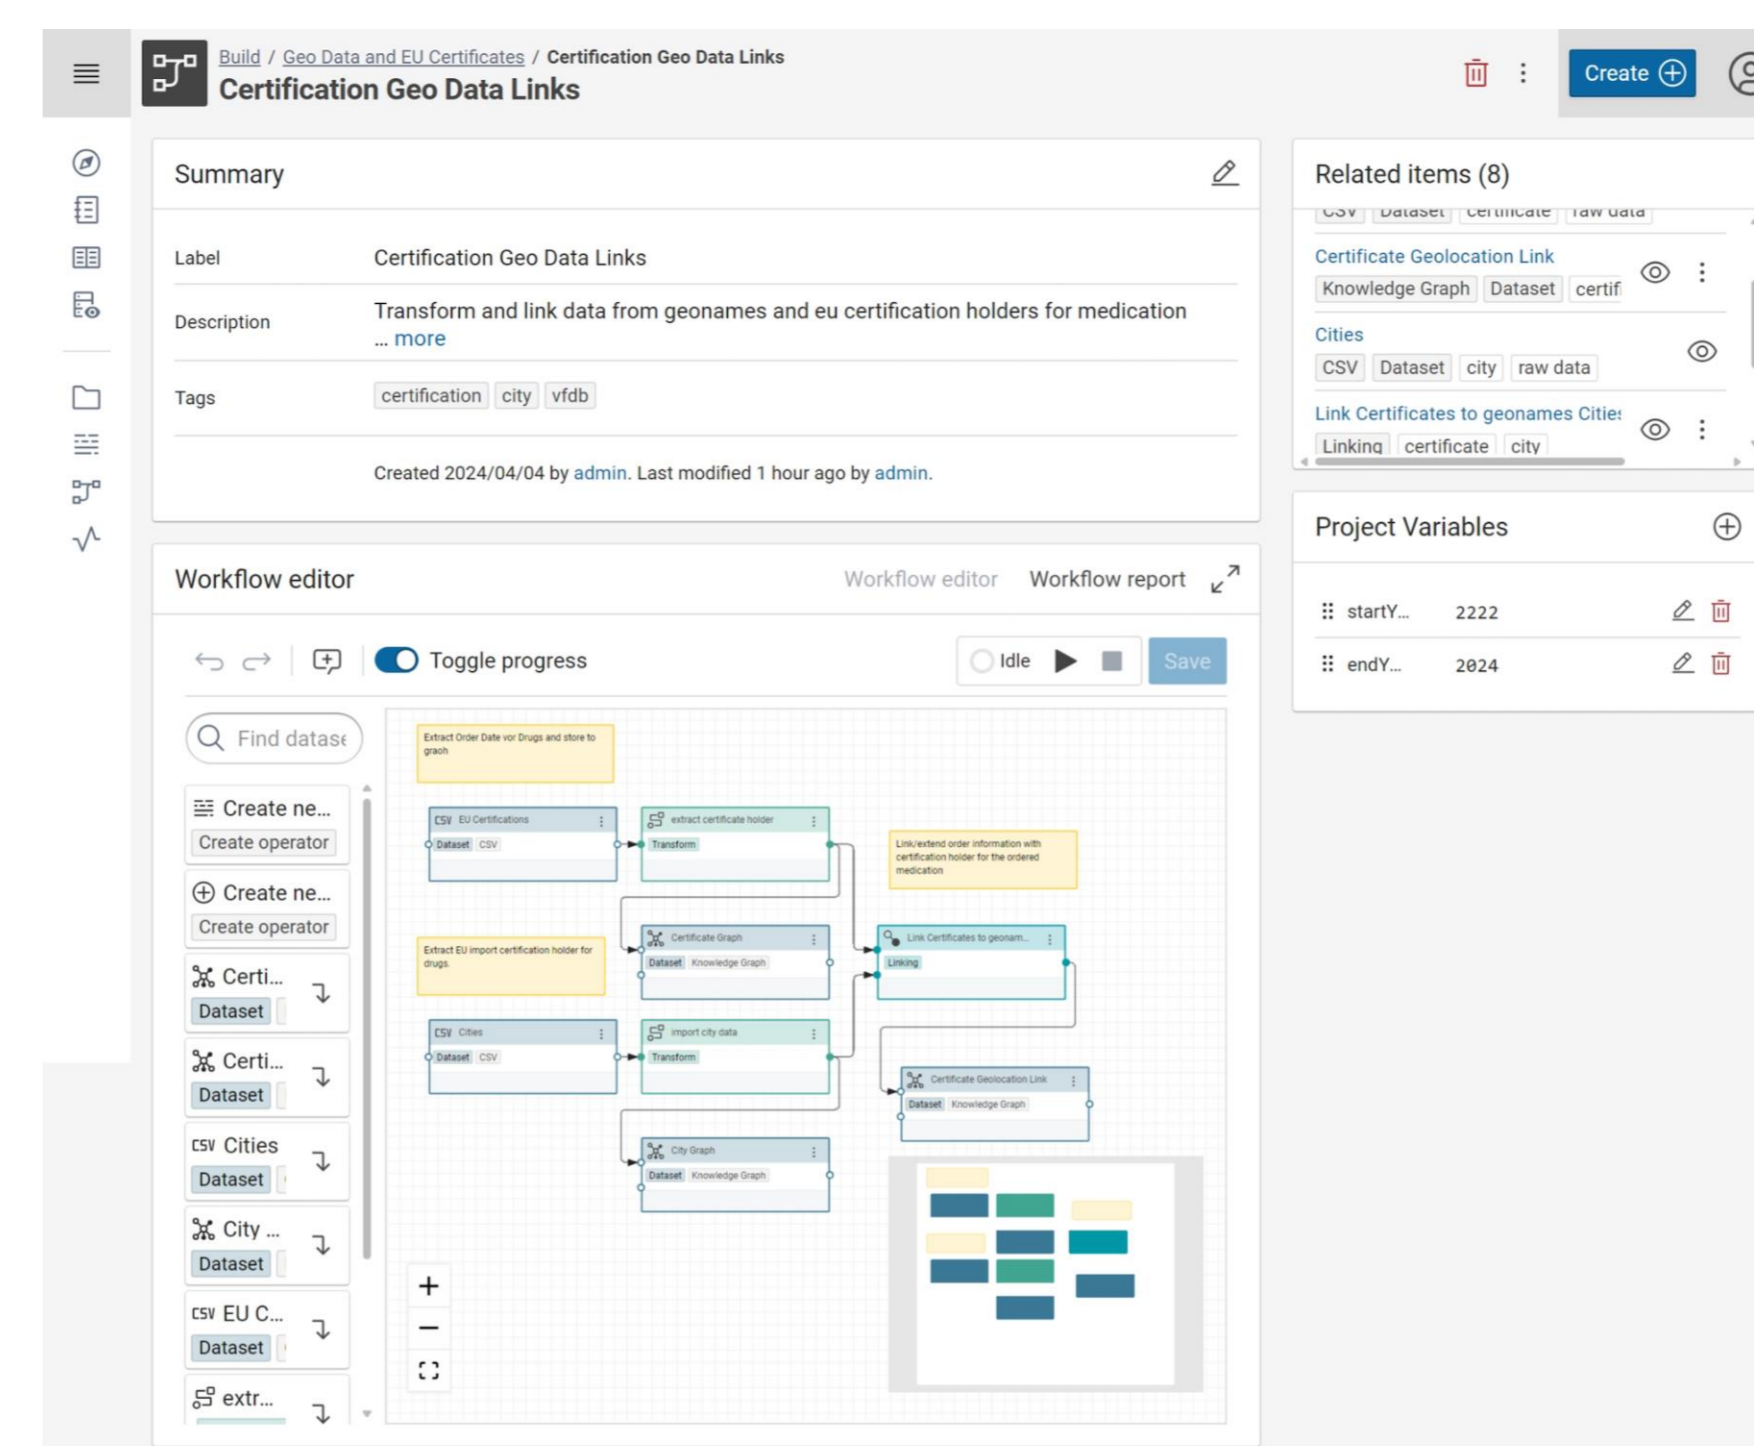 Build / Geo Data and EU Certificates / Certification Geo Data Links
Certification Geo Data Links
Create
Summary
Label
Certification Geo Data Links
Description
Transform and link data from geonames and eu certification holders for medication
... more
Tags
certification city vfdb
Created 2024/04/04 by admin. Last modified 1 hour ago by admin.
Related items (8)
CSV Dataset certificate raw data
Certificate Geolocation Link
Knowledge Graph Dataset certifi
Cities
CSV Dataset city raw data
Link Certificates to geonames Cities
Linking certificate city
Project Variables
startY... 2222
endY... 2024
Workflow editor
Workflow editor Workflow report
Toggle progress
Idle
Save
Find datase
Create ne...
Create operator
Create ne...
Create operator
Certi...
Dataset
Certi...
Dataset
CSV Cities
Dataset
City ...
Dataset
CSV EU C...
Dataset
extr...
Extract Order Date vor Drugs and store to
graoh
CSV EU Certifications
Dataset CSV
extract certificate holder
Transform
Link/extend order information with
certification holder for the ordered
medication
Extract EU import certification holder for
drugs.
Certificate Graph
Dataset Knowledge Graph
Link Certificates to geonam...
Linking
CSV Cities
Dataset CSV
import city data
Transform
Certificate Geolocation Link
Dataset Knowledge Graph
City Graph
Dataset Knowledge Graph